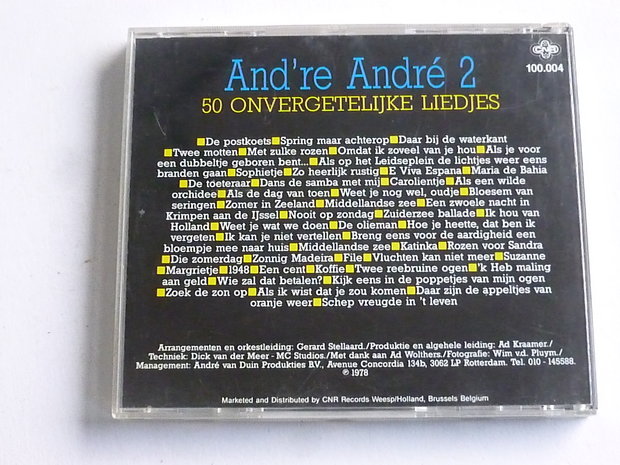 CNR
100.004
And're André 2
50 ONVERGETELIJKE LIEDJES
■De postkoets■Spring maar achterop■Daar bij de waterkant
■Twee motten■Met zulke rozen■Omdat ik zoveel van je hou■Als je voor
een dubbeltje geboren bent...■Als op het Leidseplein de lichtjes weer eens
branden gaan■Sophietje■Zo heerlijk rustig■E Viva Espana■Maria de Bahia
■De toeteraar■Dans de samba met mij■Carolientje■Als een wilde
orchidee■Als de dag van toen■Weet je nog wel, oudje■Bloesem van
seringen■Zomer in Zeeland■Middellandse zee■Een zwoele nacht in
Krimpen aan de IJssel■Nooit op zondag■Zuiderzee ballade■Ik hou van
Holland■Weet je wat we doen■De olieman■Hoe je heette, dat ben ik
vergeten■Ik kan je niet vertellen■Breng eens voor de aardigheid een
bloempje mee naar huis■Middellandse zee■Katinka■Rozen voor Sandra
■Die zomerdag■Zonnig Madeira■File■Vluchten kan niet meer■Suzanne
■Margrietje■1948■Een cent■Koffie■Twee reebruine ogen■'k Heb maling
aan geld■Wie zal dat betalen?■Kijk eens in de poppetjes van mijn ogen
■Zoek de zon op■Als ik wist dat je zou komen■Daar zijn de appeltjes van
oranje weer■Schep vreugde in 't leven
Arrangementen en orkestleiding: Gerard Stellaard./Produktie en algehele leiding: Ad Kraamer./
Techniek: Dick van der Meer - MC Studios./Met dank aan Ad Wolthers./Fotografie: Wim v.d. Pluym./
Management: André van Duin Produkties B.V., Avenue Concordia 134b, 3062 LP Rotterdam. Tel. 010 - 145588.
℗ 1978
Marketed and Distributed by CNR Records Weesp/Holland, Brussels Belgium